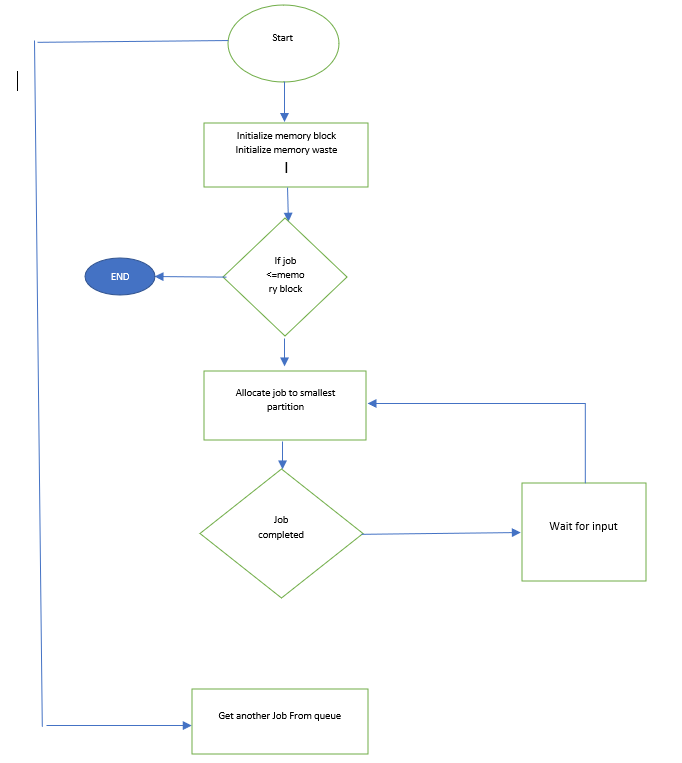 Start
Initialize memory block
Initialize memory waste
If job
<=memo
ry block
END
Allocate job to smallest
partition
Job
completed
Wait for input
Get another Job From queue